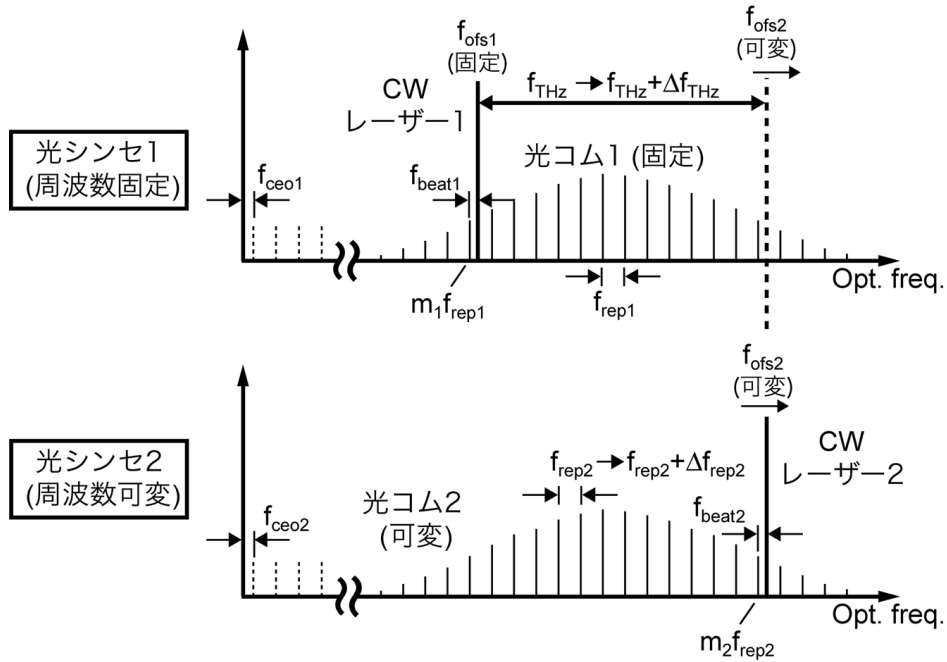 f_ofs1
(固定)
f_ofs2
(可変)
CW
レーザー1
f_THz→f_THz+Δf_THz
光シンセ1
(周波数固定)
f_ceo1
f_beat1
光コム1 (固定)
Opt. freq.
m_1f_rep1
f_rep1
f_ofs2
(可変)
光シンセ2
(周波数可変)
f_ceo2
光コム2
(可変)
f_rep2→f_rep2+Δf_rep2
CW
レーザー2
f_beat2
Opt. freq.
m_2f_rep2